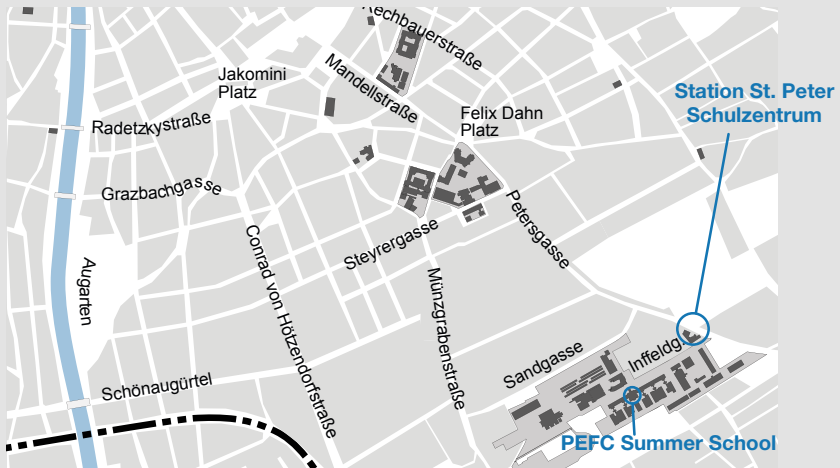 Rechbauerstraße
Mandellstraße
Jakomini
Platz
Felix Dahn
Platz
Station St. Peter
Schulzentrum
Radetzkystraße
Grazbachgasse
Petersgasse
Steyrergasse
Conrad von Hötzendorfstraße
Augarten
Münzgrabenstraße
Sandgasse
Inffeldg
Schönaugürtel
PEFC Summer School